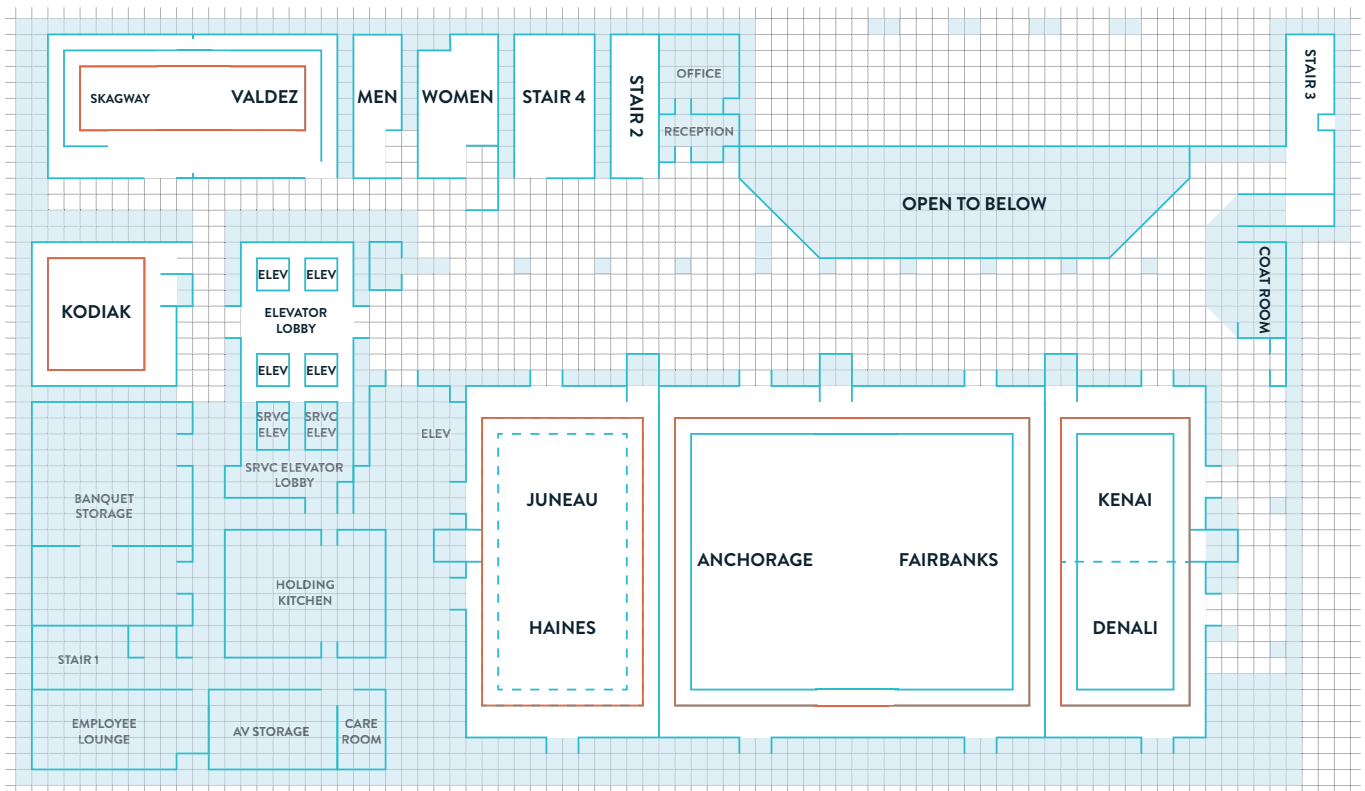 SKAGWAY
VALDEZ
MEN
WOMEN
STAIR 4
STAIR 2
OFFICE
RECEPTION
STAIR 3
OPEN TO BELOW
COAT ROOM
KODIAK
ELEV
ELEV
ELEVATOR
LOBBY
ELEV
ELEV
SRVC
ELEV
SRVC
ELEV
SRVC ELEVATOR
LOBBY
ELEV
BANQUET
STORAGE
HOLDING
KITCHEN
STAIR 1
EMPLOYEE
LOUNGE
AV STORAGE
CARE
ROOM
JUNEAU
HAINES
ANCHORAGE
FAIRBANKS
KENAI
DENALI